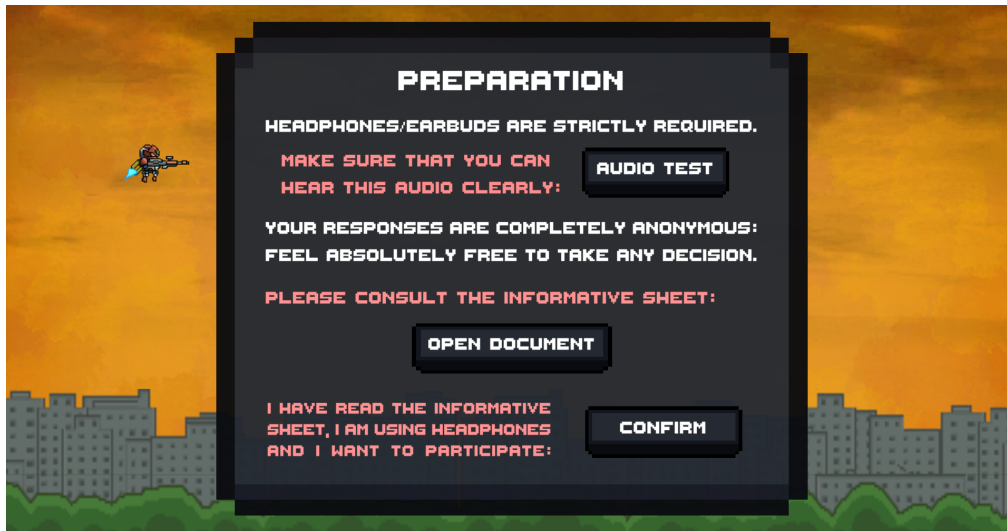 PREPARATION
HEADPHONES/EARBUDS ARE STRICTLY REQUIRED.
MAKE SURE THAT YOU CAN
HEAR THIS AUDIO CLEARLY:
AUDIO TEST
YOUR RESPONSES ARE COMPLETELY ANONYMOUS:
FEEL ABSOLUTELY FREE TO TAKE ANY DECISION.
PLEASE CONSULT THE INFORMATIVE SHEET:
OPEN DOCUMENT
I HAVE READ THE INFORMATIVE
SHEET, I AM USING HEADPHONES
AND I WANT TO PARTICIPATE:
CONFIRM